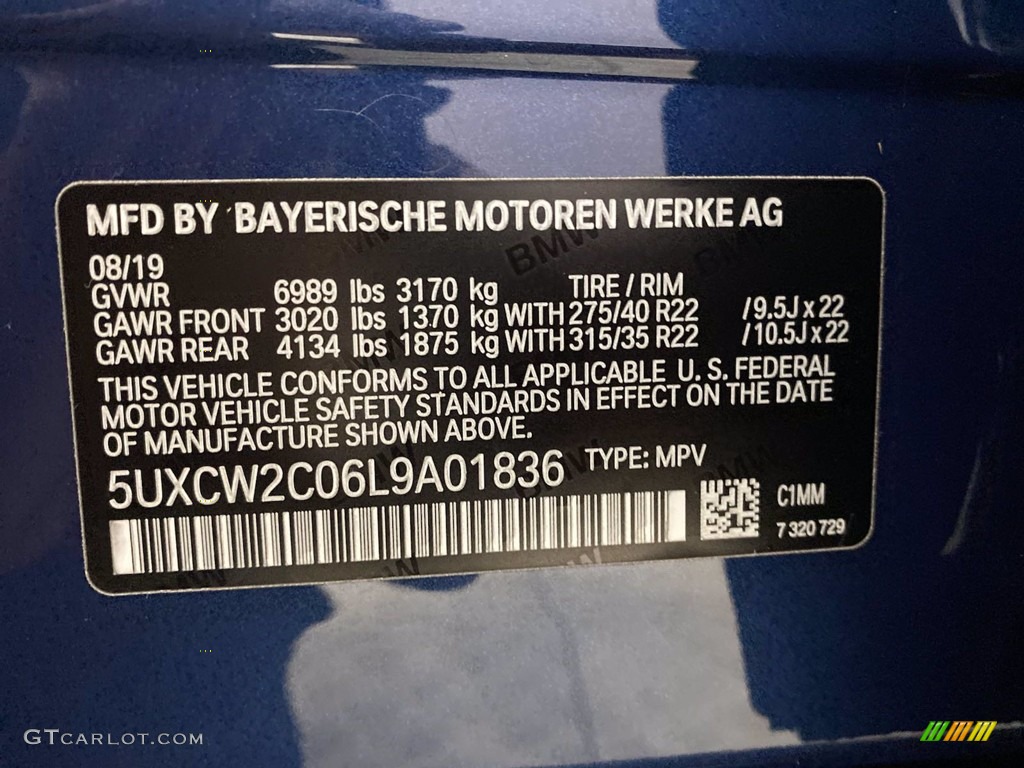 MFD BY BAYERISCHE MOTOREN WERKE AG
08/19
GVWR 6989 lbs 3170 kg TIRE / RIM
GAWR FRONT 3020 lbs 1370 kg WITH 275/40 R22 /9.5J x 22
GAWR REAR 4134 lbs 1875 kg WITH 315/35 R22 /10.5J x 22
THIS VEHICLE CONFORMS TO ALL APPLICABLE U. S. FEDERAL
MOTOR VEHICLE SAFETY STANDARDS IN EFFECT ON THE DATE
OF MANUFACTURE SHOWN ABOVE.
5UXCW2C06L9A01836 TYPE: MPV
C1MM
7 320 729
BMW
GTCARLOT.COM